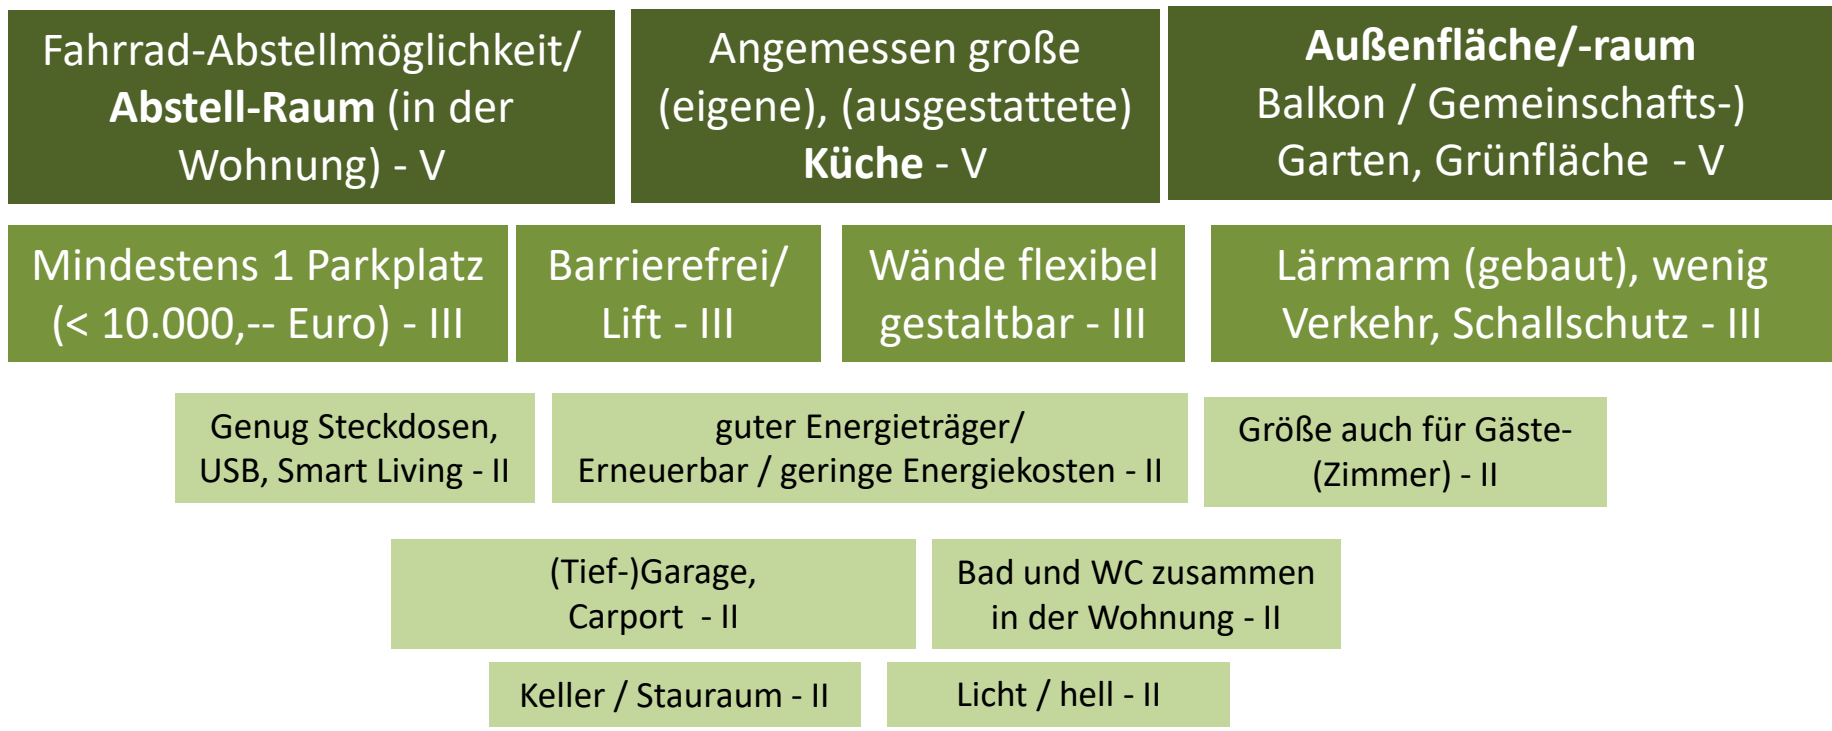 Fahrrad-Abstellmöglichkeit/
Abstell-Raum (in der
Wohnung) - V
Angemessen große
(eigene), (ausgestattete)
Küche - V
Außenfläche/-raum
Balkon / Gemeinschafts-)
Garten, Grünfläche - V
Mindestens 1 Parkplatz
(< 10.000,-- Euro) - III
Barrierefrei/
Lift - III
Wände flexibel
gestaltbar - III
Lärmarm (gebaut), wenig
Verkehr, Schallschutz - III
Genug Steckdosen,
USB, Smart Living - II
guter Energieträger/
Erneuerbar / geringe Energiekosten - II
Größe auch für Gäste-
(Zimmer) - II
(Tief-)Garage,
Carport - II
Bad und WC zusammen
in der Wohnung - II
Keller / Stauraum - II
Licht / hell - II